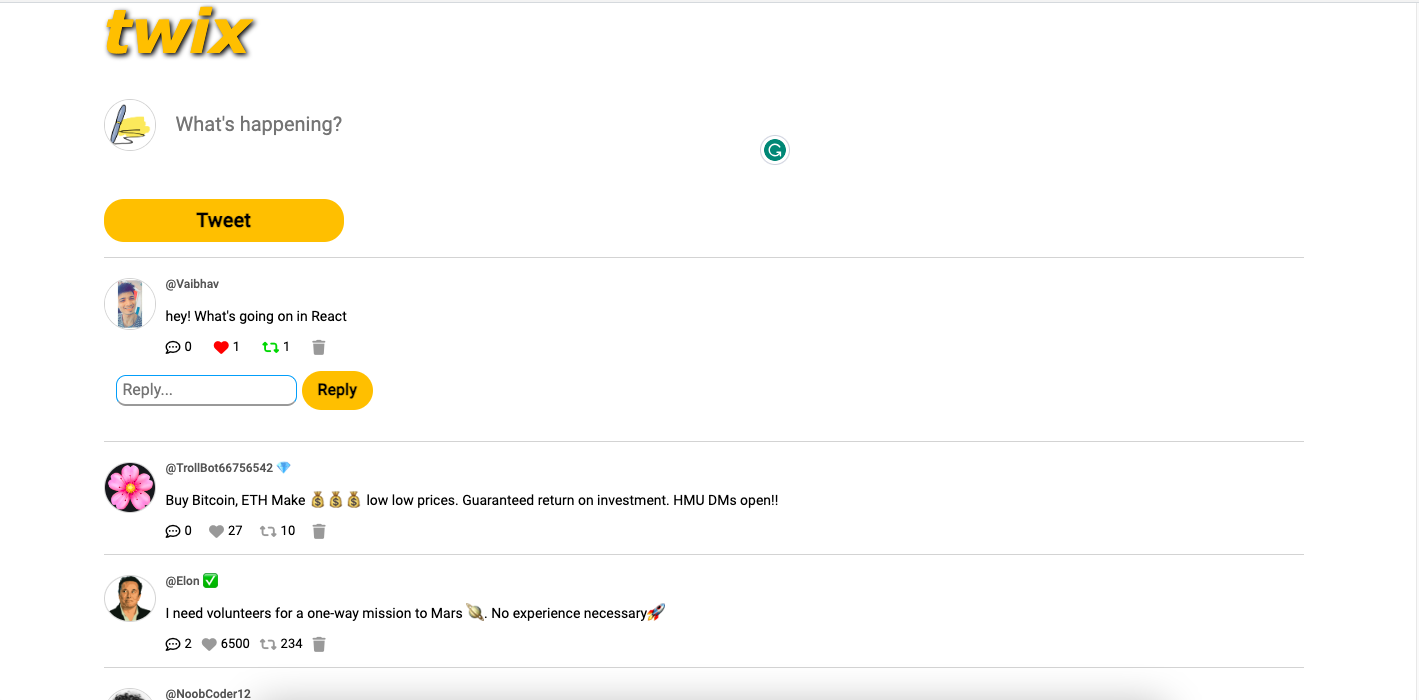 twix
What's happening?
Tweet
@Vaibhav
hey! What's going on in React
0 1 1
Reply... Reply
@TrollBot66756542 💎
Buy Bitcoin, ETH Make 💰💰💰 low low prices. Guaranteed return on investment. HMU DMs open!!
0 27 10
@Elon ✅
I need volunteers for a one-way mission to Mars 🪐. No experience necessary🚀
2 6500 234
@NoobCoder12